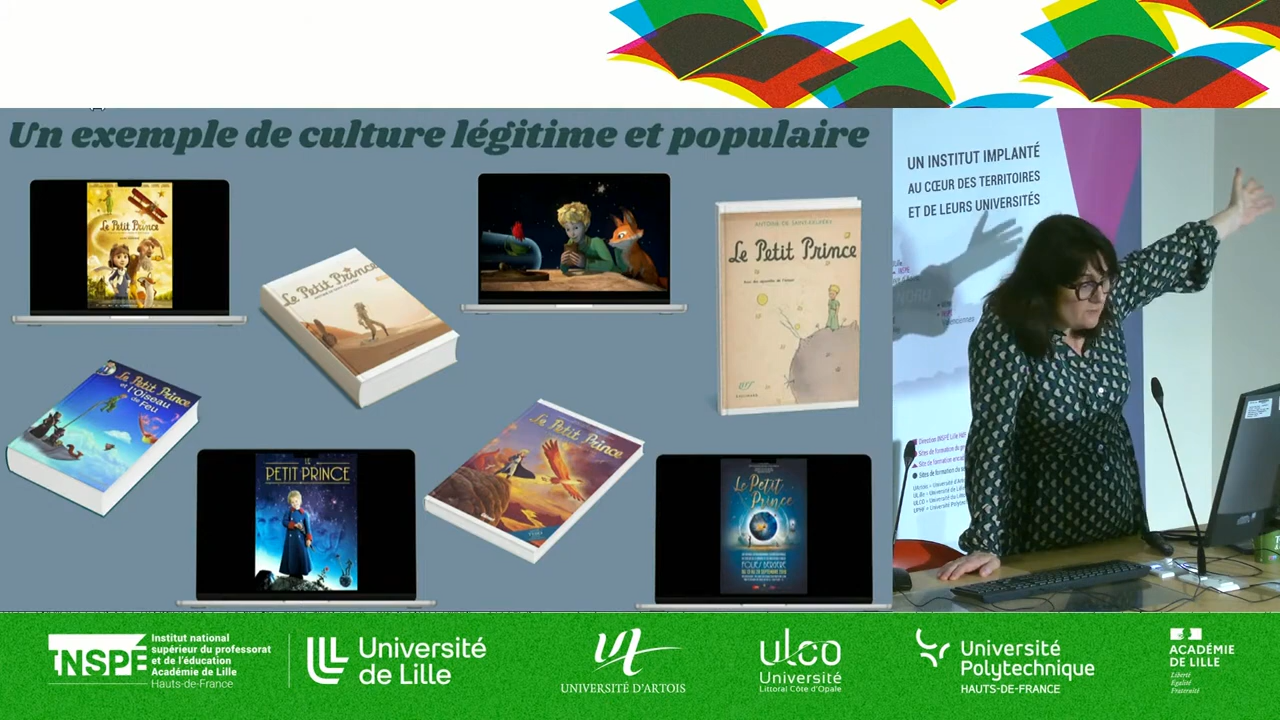 Un exemple de culture légitime et populaire
Le Petit Prince
Le Petit Prince
ANTOINE DE SAINT-EXUPÉRY
Le Petit Prince
nrf
GALLIMARD
Le Petit Prince
et l'Oiseau
de Feu
LE
PETIT PRINCE
Le Petit Prince
Le Petit
Prince
FOLIES BERGÈRE
UN INSTITUT IMPLANTÉ
AU CŒUR DES TERRITOIRES
ET DE LEURS UNIVERSITÉS
INSPÉ
Institut national
supérieur du professorat
et de l'éducation
Académie de Lille
Hauts-de-France
Université
de Lille
UNIVERSITÉ D'ARTOIS
ulco
Université
Littoral Côte d'Opale
Université
Polytechnique
HAUTS-DE-FRANCE
ACADÉMIE
DE LILLE
Liberté
Égalité
Fraternité